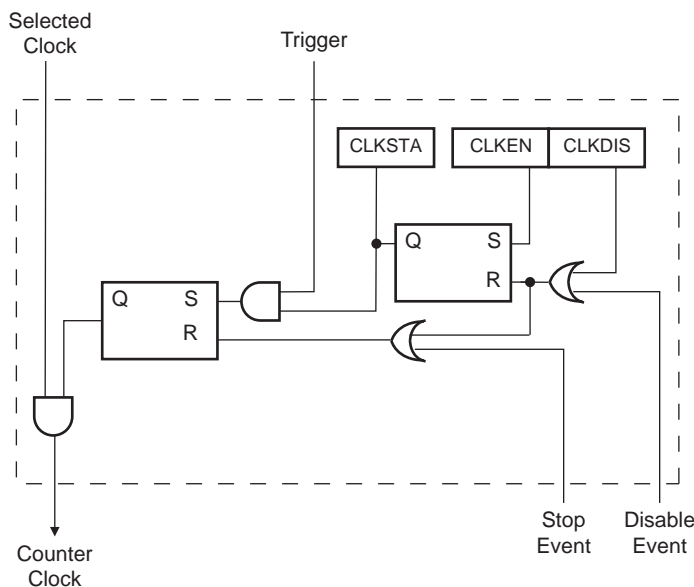 Selected
Clock
Trigger
CLKSTA
CLKEN
CLKDIS
Q
S
R
Q
S
R
Counter
Clock
Stop
Event
Disable
Event